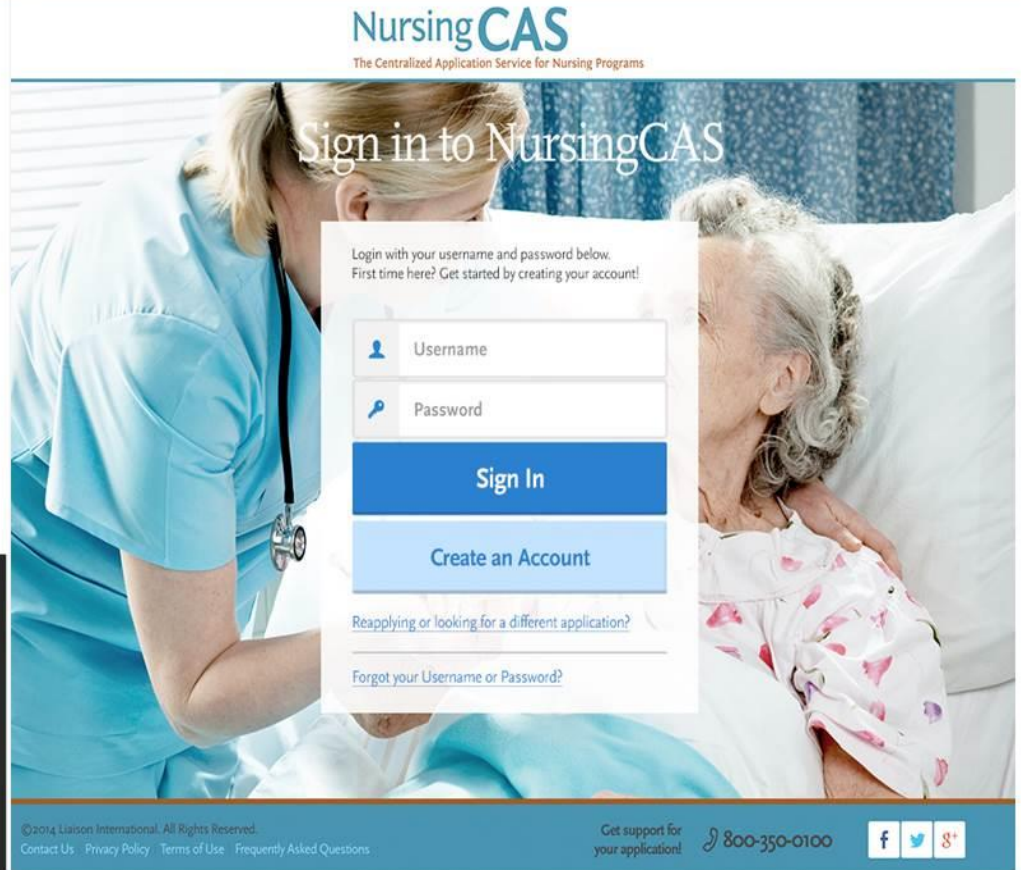 NursingCAS
The Centralized Application Service for Nursing Programs
Sign in to NursingCAS
Login with your username and password below.
First time here? Get started by creating your account!
Username
Password
Sign In
Create an Account
Reapplying or looking for a different application?
Forgot your Username or Password?
©2014 Liaison International. All Rights Reserved.
Contact Us Privacy Policy Terms of Use Frequently Asked Questions
Get support for
your application!
800-350-0100
f
8+